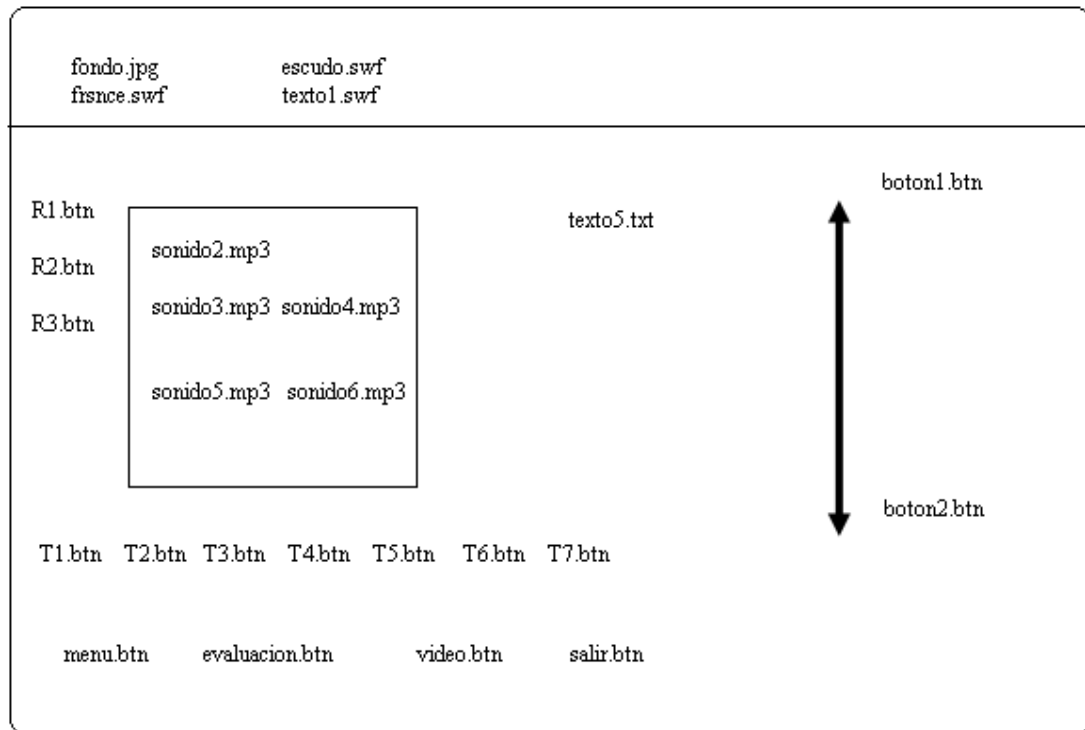 fondo.jpg escudo.swf
frsnce.swf texto1.swf
boton1.btn
R1.btn texto5.txt
sonido2.mp3
R2.btn
sonido3.mp3 sonido4.mp3
R3.btn
sonido5.mp3 sonido6.mp3
boton2.btn
T1.btn T2.btn T3.btn T4.btn T5.btn T6.btn T7.btn
menu.btn evaluacion.btn video.btn salir.btn